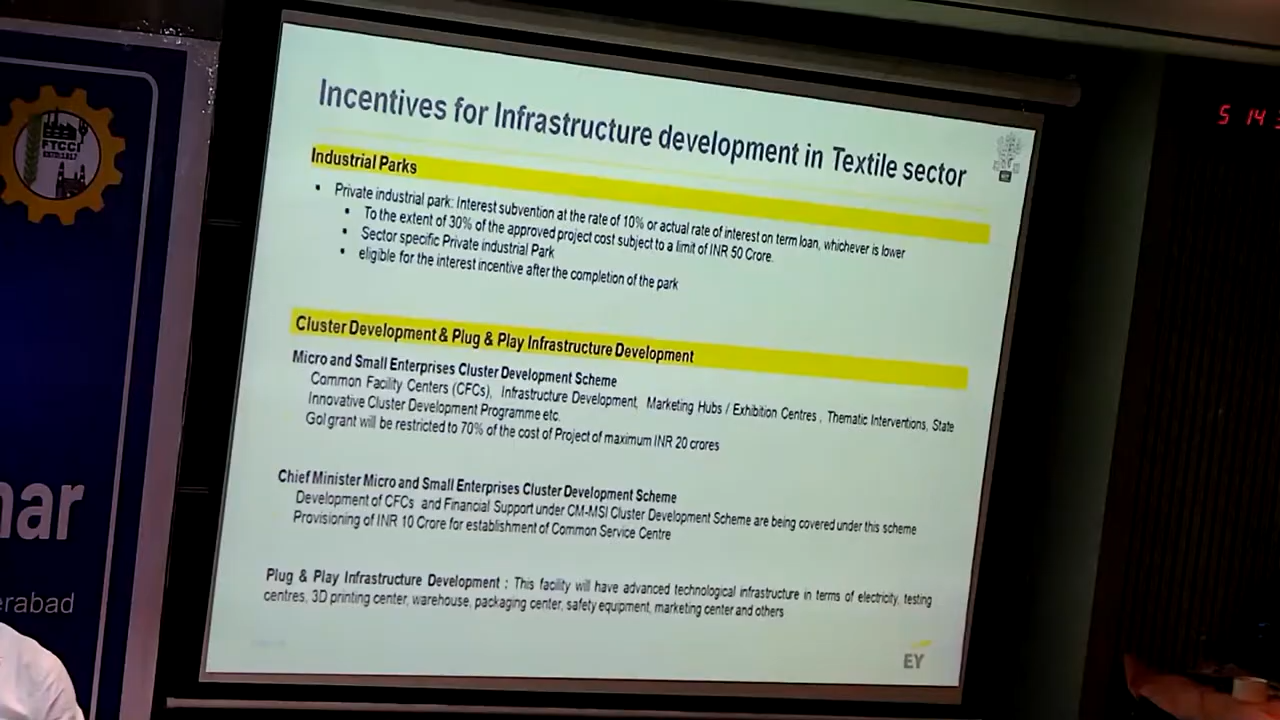 Incentives for Infrastructure development in Textile sector
Industrial Parks
• Private industrial park: Interest subvention at the rate of 10% or actual rate of interest on term loan, whichever is lower
• To the extent of 30% of the approved project cost subject to a limit of INR 50 Crore.
• Sector specific Private industrial Park
• eligible for the interest incentive after the completion of the park
Cluster Development & Plug & Play Infrastructure Development
Micro and Small Enterprises Cluster Development Scheme
Common Facility Centers (CFCs), Infrastructure Development, Marketing Hubs / Exhibition Centres , Thematic Interventions, State
Innovative Cluster Development Programme etc.
GoI grant will be restricted to 70% of the cost of Project of maximum INR 20 crores
Chief Minister Micro and Small Enterprises Cluster Development Scheme
Development of CFCs and Financial Support under CM-MSI Cluster Development Scheme are being covered under this scheme
Provisioning of INR 10 Crore for establishment of Common Service Centre
Plug & Play Infrastructure Development : This facility will have advanced technological infrastructure in terms of electricity, testing
centres, 3D printing center, warehouse, packaging center, safety equipment, marketing center and others
EY
FTCCI
nar
erabad
5 14